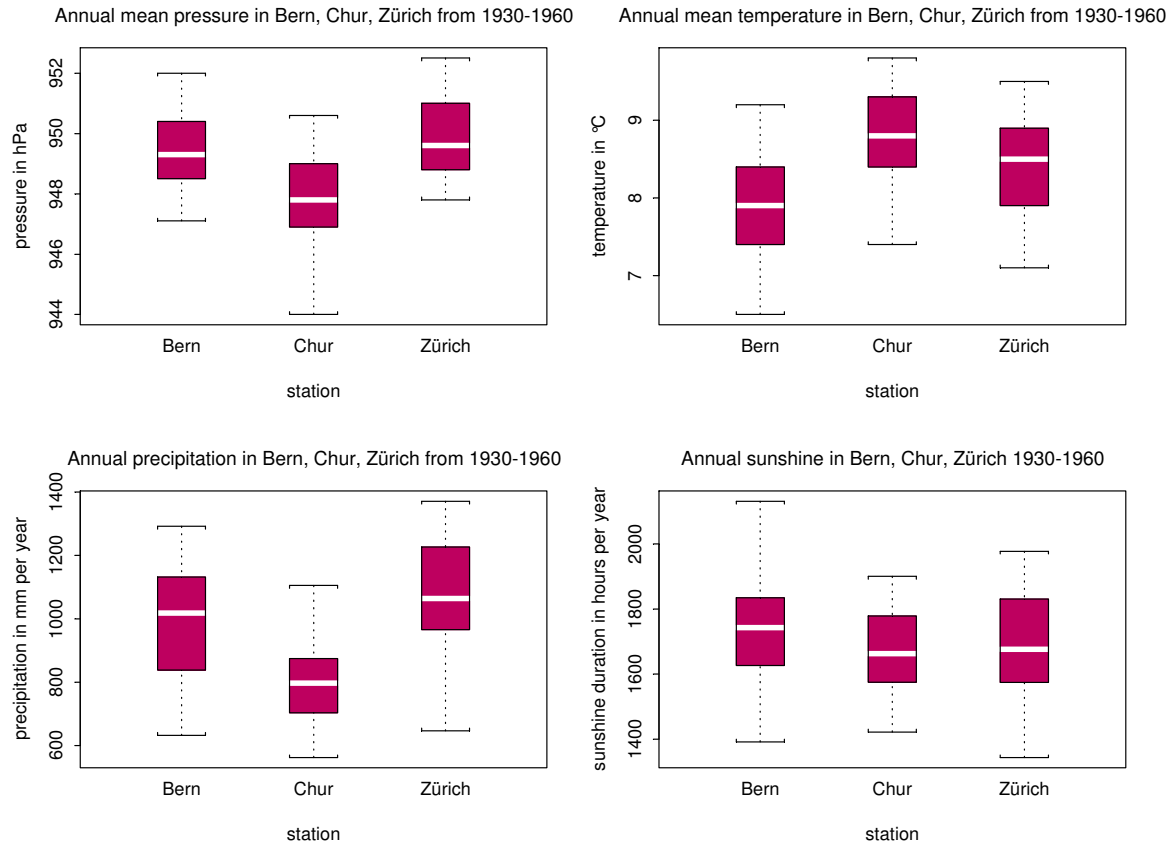 Annual mean pressure in Bern, Chur, Zürich from 1930-1960
pressure in hPa
952
950
948
946
944
Bern Chur Zürich
station
Annual mean temperature in Bern, Chur, Zürich from 1930-1960
temperature in °C
9
8
7
Bern Chur Zürich
station
Annual precipitation in Bern, Chur, Zürich from 1930-1960
precipitation in mm per year
1400
1200
1000
800
600
Bern Chur Zürich
station
Annual sunshine in Bern, Chur, Zürich 1930-1960
sunshine duration in hours per year
2000
1800
1600
1400
Bern Chur Zürich
station